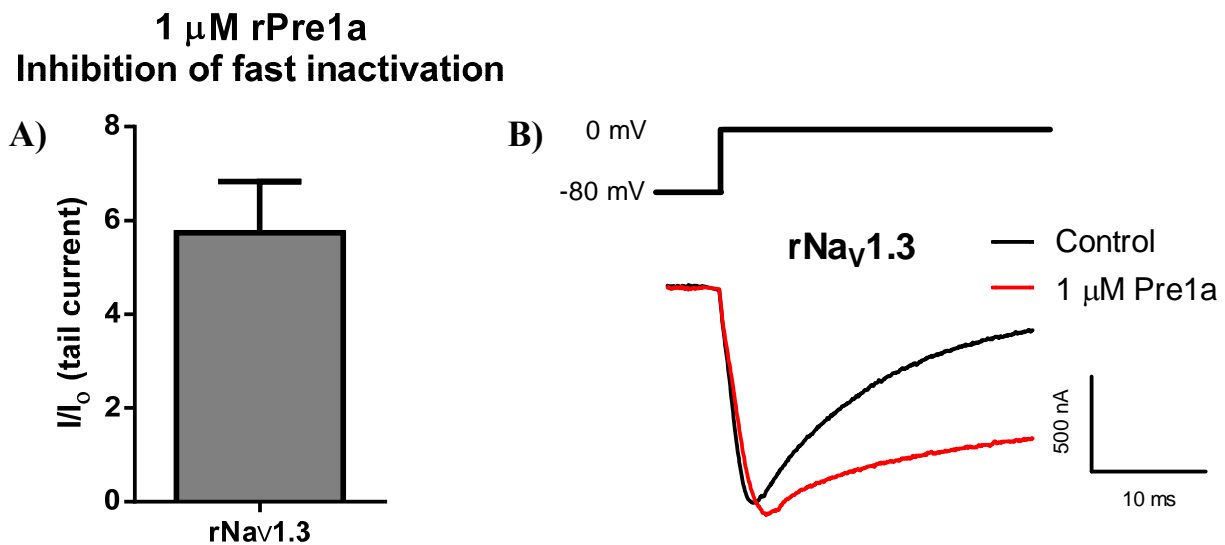 1 μM rPre1a
Inhibition of fast inactivation
A)
8
6
4
2
0
I/Io (tail current)
rNav1.3
B)
0 mV
-80 mV
rNaV1.3
Control
1 μM Pre1a
500 nA
10 ms